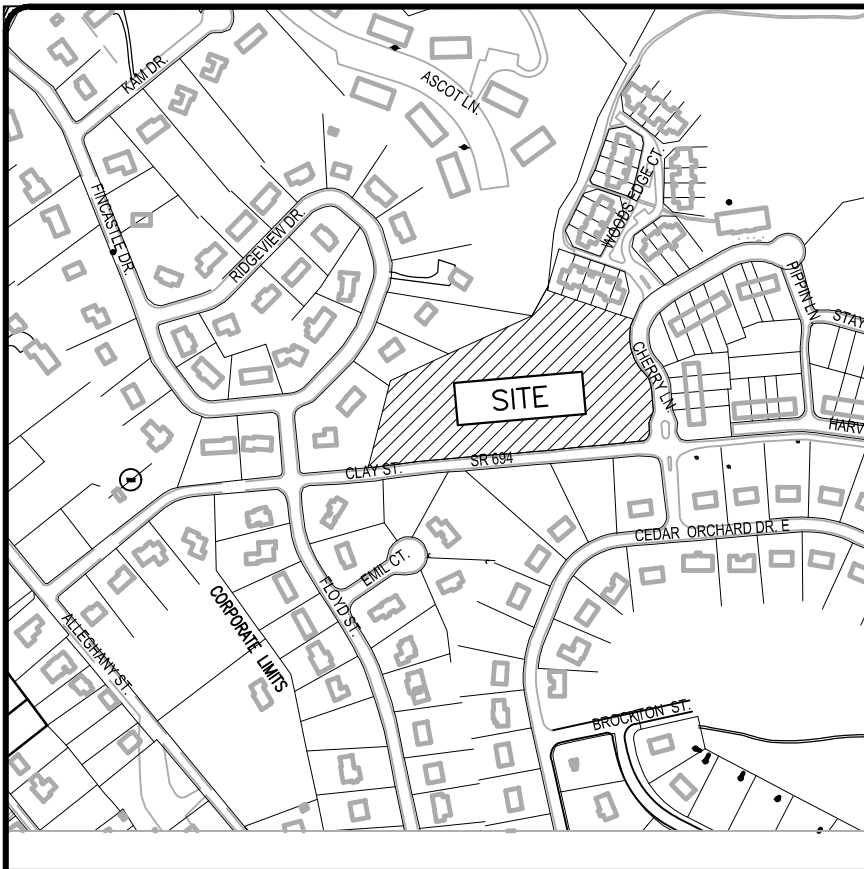 KAM DR.
ASCOT LN.
WOODS EDGE CT.
FINCASTLE DR.
RIDGEVIEW DR.
PIPPIN LN
STAY
CHERRY LN.
SITE
HARV
CLAY ST.
SR 694
CEDAR ORCHARD DR. E
EMIL CT.
FLOYD ST.
CORPORATE LIMITS
ALLEGHANY ST.
BROCKTON ST.